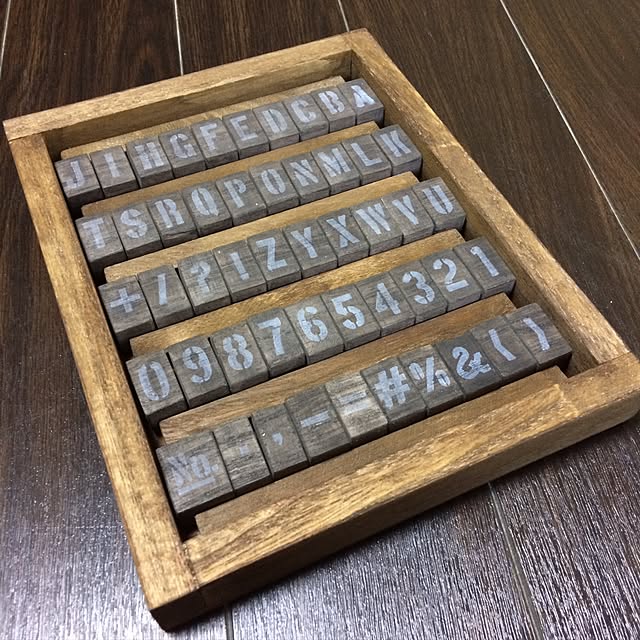 JIHGFEDCBA
TSRQPONMLK
+/?!ZYXWVU
0987654321
No..,-=#%&()